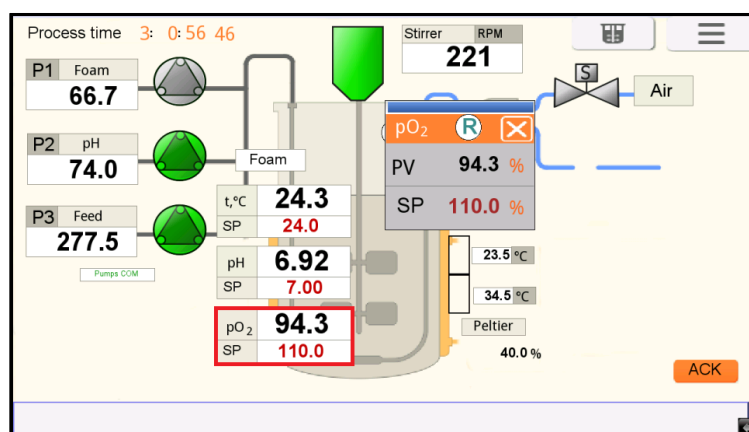 Process time 3: 0: 56 46
Stirrer RPM
221
P1 Foam
66.7
S
Air
pO2 R
PV 94.3 %
SP 110.0 %
P2 pH
74.0
Foam
t,°C 24.3
SP 24.0
P3 Feed
277.5
Pumps COM
pH 6.92
SP 7.00
23.5 °C
34.5 °C
pO2 94.3
SP 110.0
Peltier
40.0 %
ACK